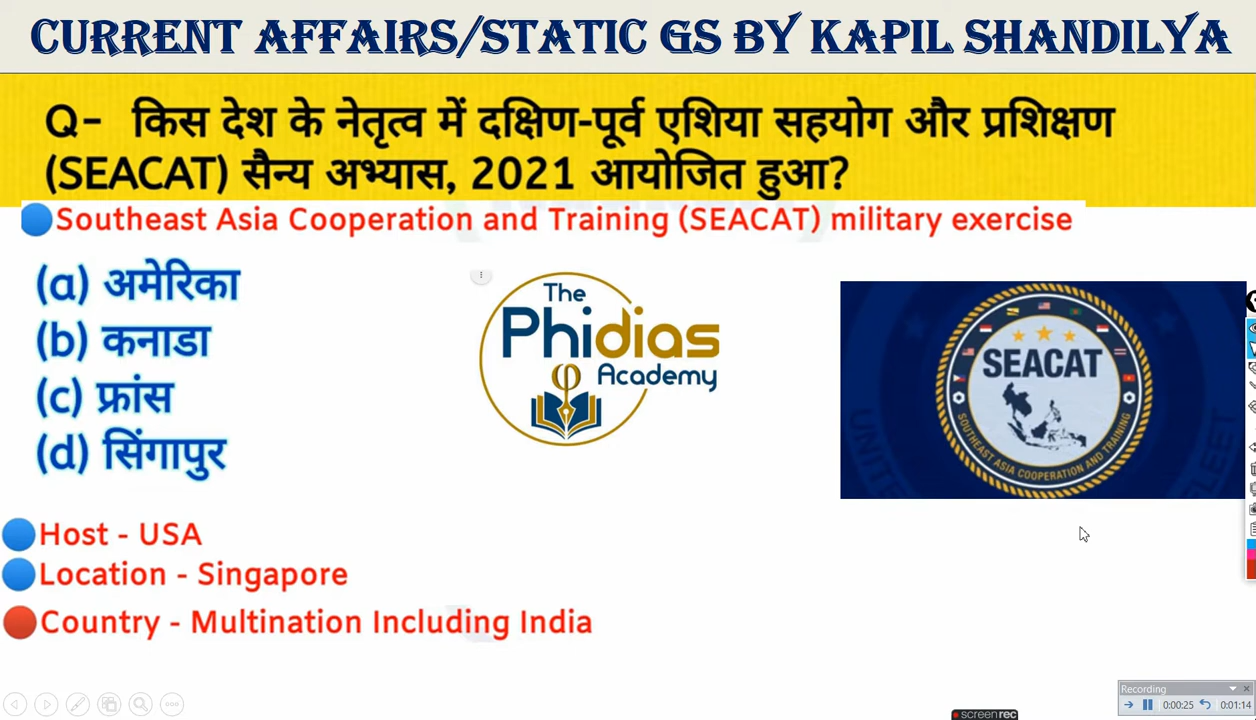 CURRENT AFFAIRS/STATIC GS BY KAPIL SHANDILYA
Q- किस देश के नेतृत्व में दक्षिण-पूर्व एशिया सहयोग और प्रशिक्षण
(SEACAT) सैन्य अभ्यास, 2021 आयोजित हुआ?
Southeast Asia Cooperation and Training (SEACAT) military exercise
(a) अमेरिका
(b) कनाडा
(c) फ्रांस
(d) सिंगापुर
The
Phidias
Academy
SEACAT
SOUTHEAST ASIA COOPERATION AND TRAINING
FLEET
Host - USA
Location - Singapore
Country - Multination Including India
Recording
0:00:25
0:01:14
screenrec